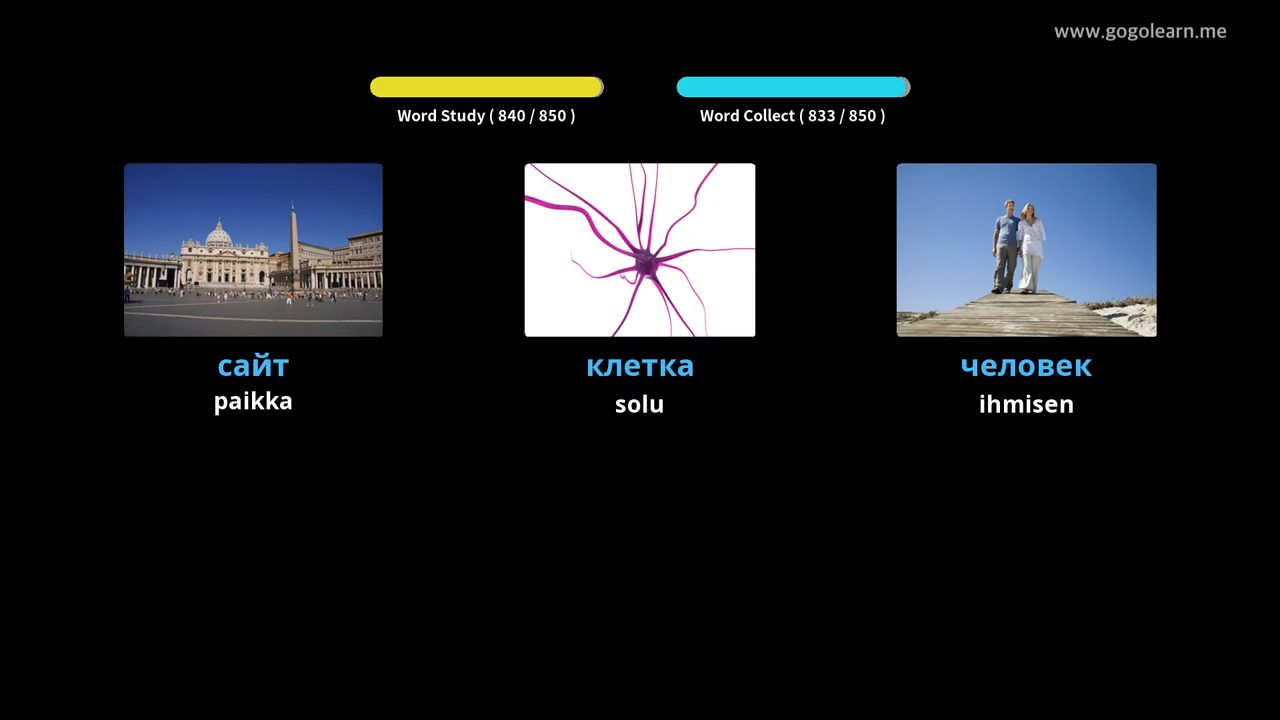 www.gogolearn.me
Word Study ( 840 / 850 )
Word Collect ( 833 / 850 )
сайт
paikka
клетка
solu
человек
ihmisen